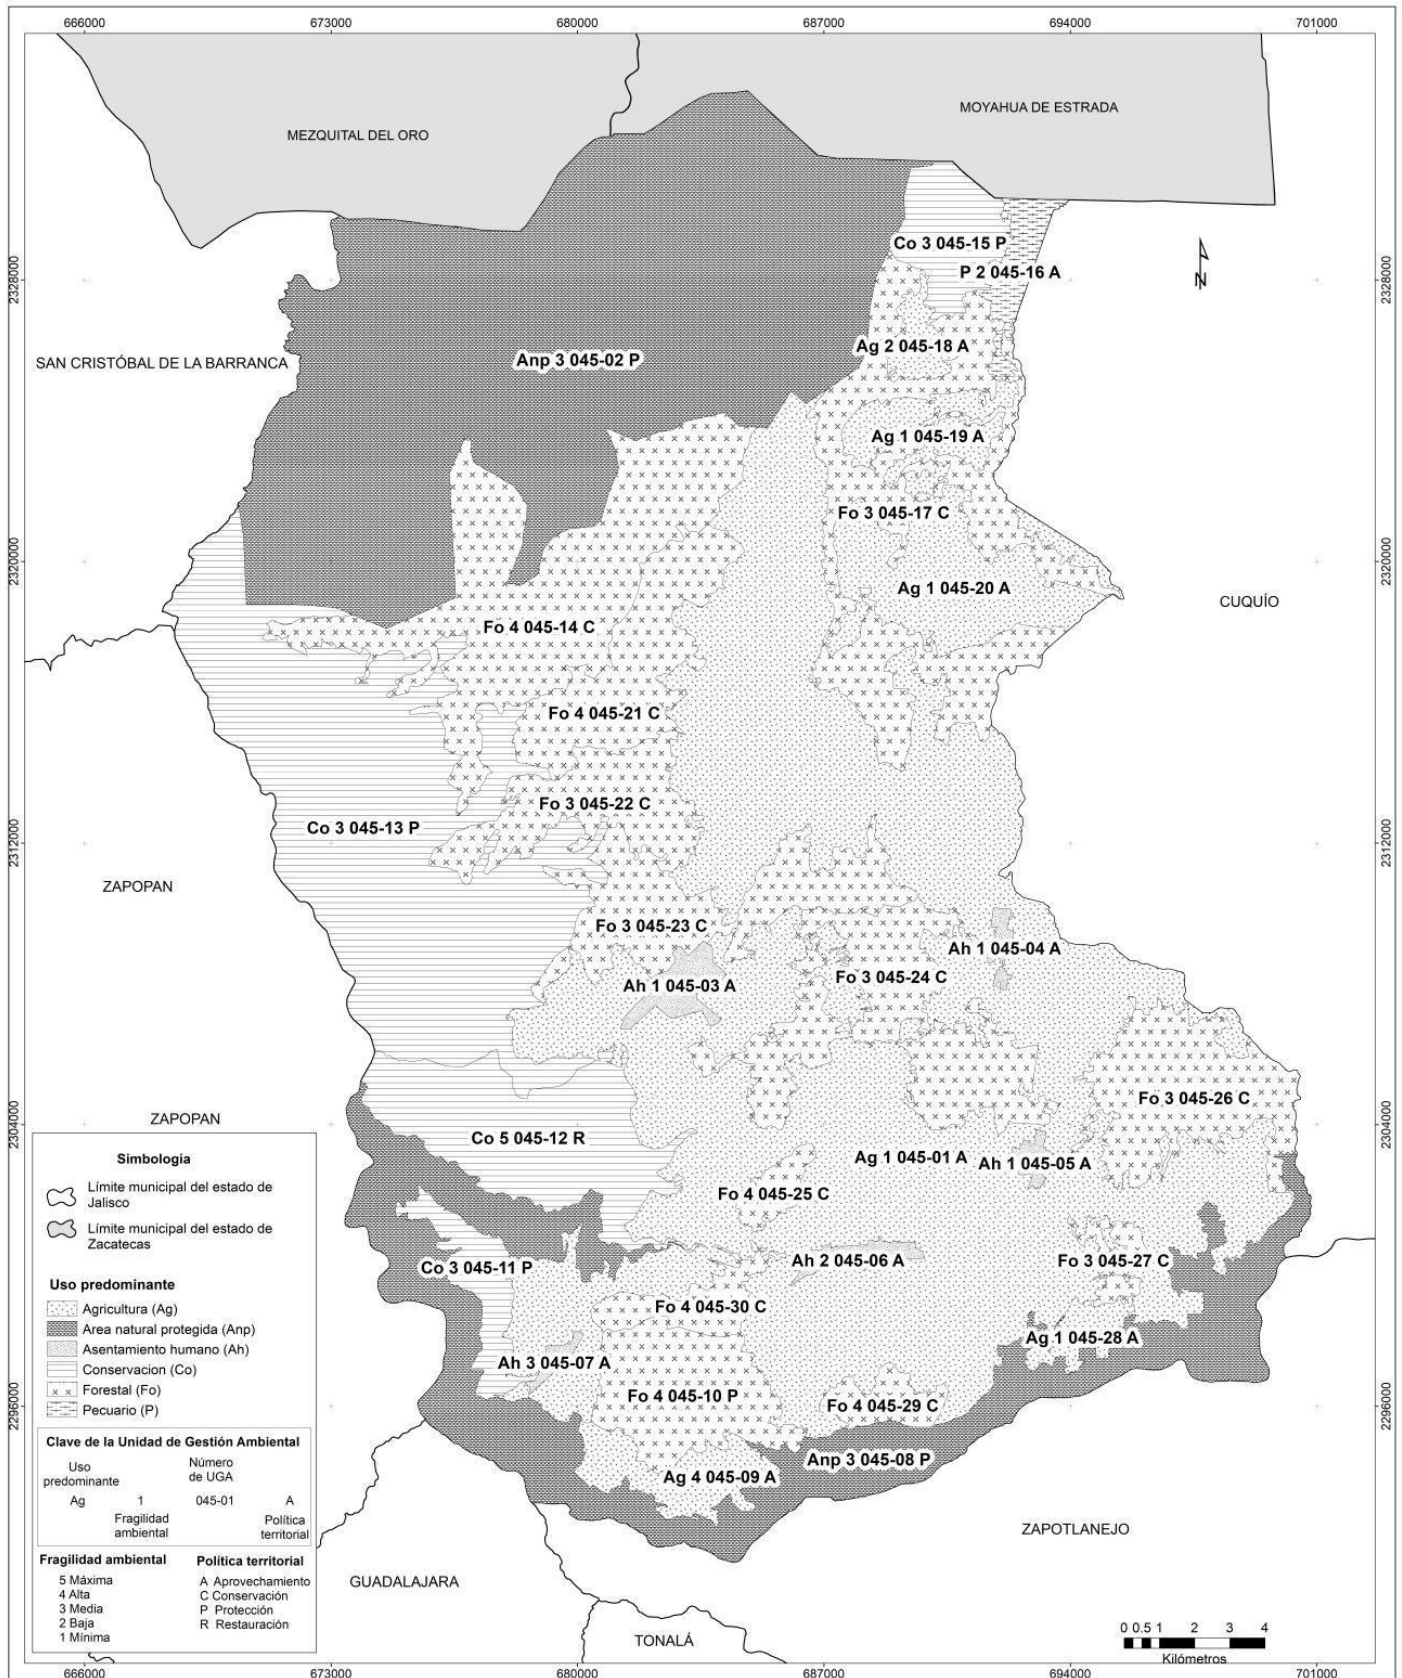 666000 673000 680000 687000 694000 701000
MEZQUITAL DEL ORO
MOYAHUA DE ESTRADA
Co 3 045-15 P
P 2 045-16 A
N
2328000
2328000
Ag 2 045-18 A
Anp 3 045-02 P
SAN CRISTÓBAL DE LA BARRANCA
Ag 1 045-19 A
Fo 3 045-17 C
2320000
2320000
Ag 1 045-20 A
CUQUÍO
Fo 4 045-14 C
Fo 4 045-21 C
Fo 3 045-22 C
Co 3 045-13 P
2312000
2312000
ZAPOPAN
Fo 3 045-23 C
Ah 1 045-04 A
Fo 3 045-24 C
Ah 1 045-03 A
Fo 3 045-26 C
ZAPOPAN
2304000
2304000
Co 5 045-12 R
Ag 1 045-01 A
Ah 1 045-05 A
Fo 4 045-25 C
Ah 2 045-06 A
Fo 3 045-27 C
Co 3 045-11 P
Fo 4 045-30 C
Ag 1 045-28 A
Ah 3 045-07 A
Fo 4 045-10 P
Fo 4 045-29 C
2296000
2296000
Anp 3 045-08 P
Ag 4 045-09 A
ZAPOTLANEJO
GUADALAJARA
TONALÁ
Simbología
Límite municipal del estado de
Jalisco
Límite municipal del estado de
Zacatecas
Uso predominante
Agricultura (Ag)
Area natural protegida (Anp)
Asentamiento humano (Ah)
Conservacion (Co)
Forestal (Fo)
Pecuario (P)
Clave de la Unidad de Gestión Ambiental
Uso
predominante
Número
de UGA
Ag 1 045-01 A
Fragilidad
ambiental
Política
territorial
Fragilidad ambiental
5 Máxima
4 Alta
3 Media
2 Baja
1 Mínima
Política territorial
A Aprovechamiento
C Conservación
P Protección
R Restauración
0 0.5 1 2 3 4
Kilómetros
666000 673000 680000 687000 694000 701000